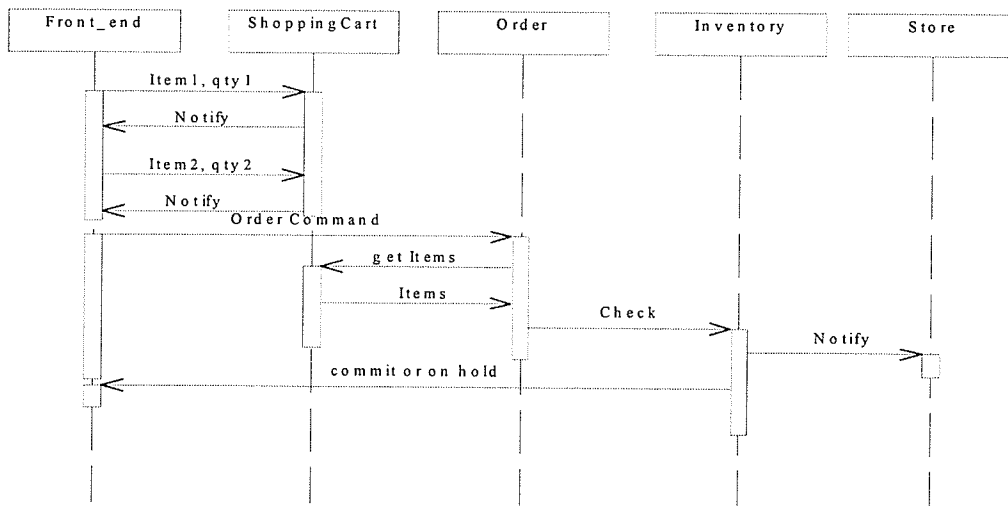 Front_end
ShoppingCart
Order
Inventory
Store
Item1, qty1
Notify
Item2, qty2
Notify
OrderCommand
get Items
Items
Check
Notify
commit or on hold